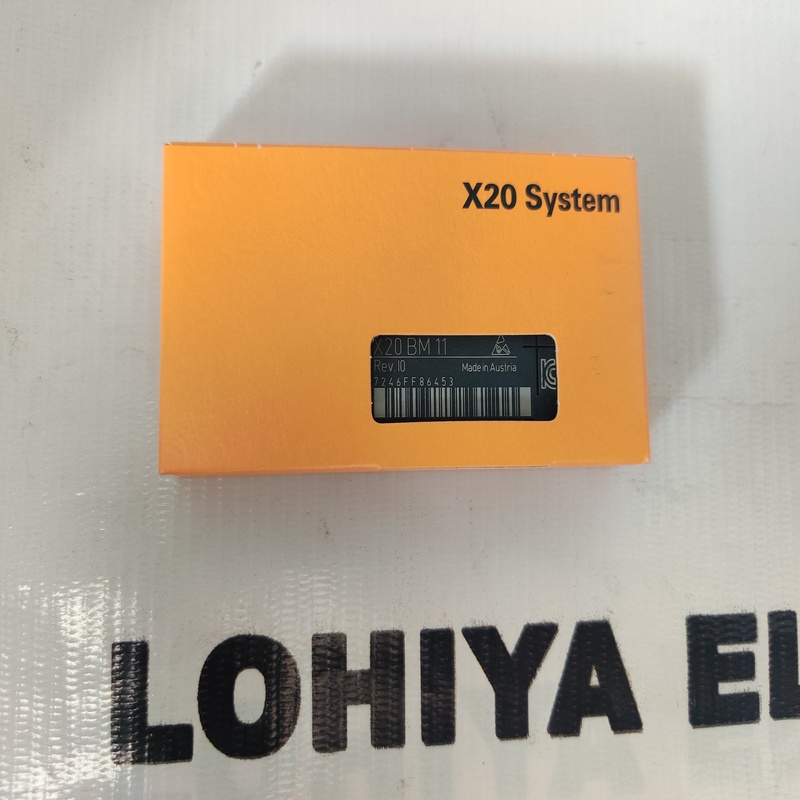 X20 System
X20 BM 11
Rev. I0
Made in Austria
7246FF86453
LOHIYA EL